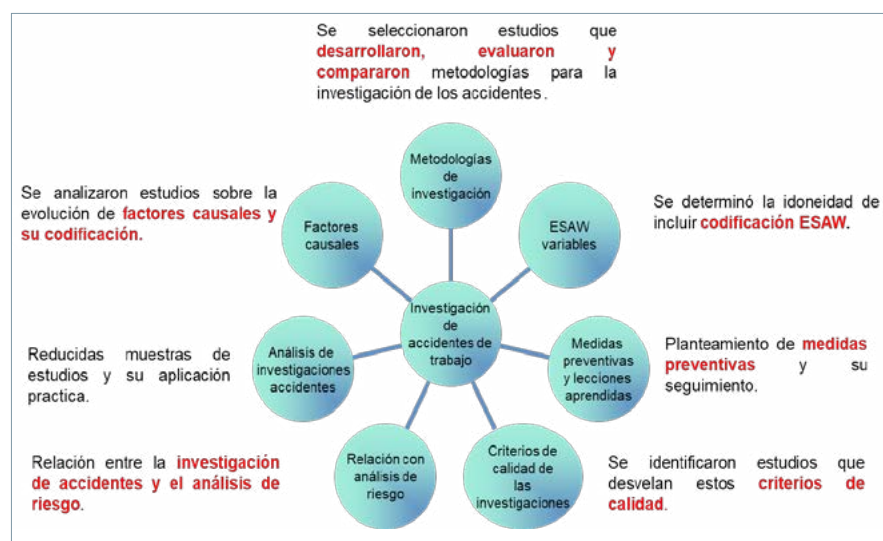 Se seleccionaron estudios que
desarrollaron, evaluaron y
compararon metodologías para la
investigación de los accidentes.
Metodologías
de
investigación
Se analizaron estudios sobre la
evolución de factores causales y
su codificación.
Factores
causales
ESAW
variables
Se determinó la idoneidad de
incluir codificación ESAW.
Investigación
de
accidentes de
trabajo
Reducidas muestras de
estudios y su aplicación
practica.
Análisis de
investigaciones
accidentes
Medidas
preventivas
y lecciones
aprendidas
Planteamiento de medidas
preventivas y su
seguimiento.
Relación entre la investigación
de accidentes y el análisis de
riesgo.
Relación con
análisis de
riesgo
Criterios de
calidad de
las
investigaciones
Se identificaron estudios que
desvelan estos criterios de
calidad.